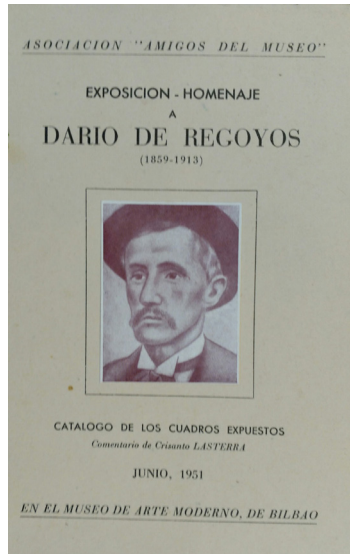 ASOCIACION "AMIGOS DEL MUSEO"
EXPOSICION - HOMENAJE
A
DARIO DE REGOYOS
(1859-1913)
CATALOGO DE LOS CUADROS EXPUESTOS
Comentario de Crisanto LASTERRA
JUNIO, 1951
EN EL MUSEO DE ARTE MODERNO, DE BILBAO